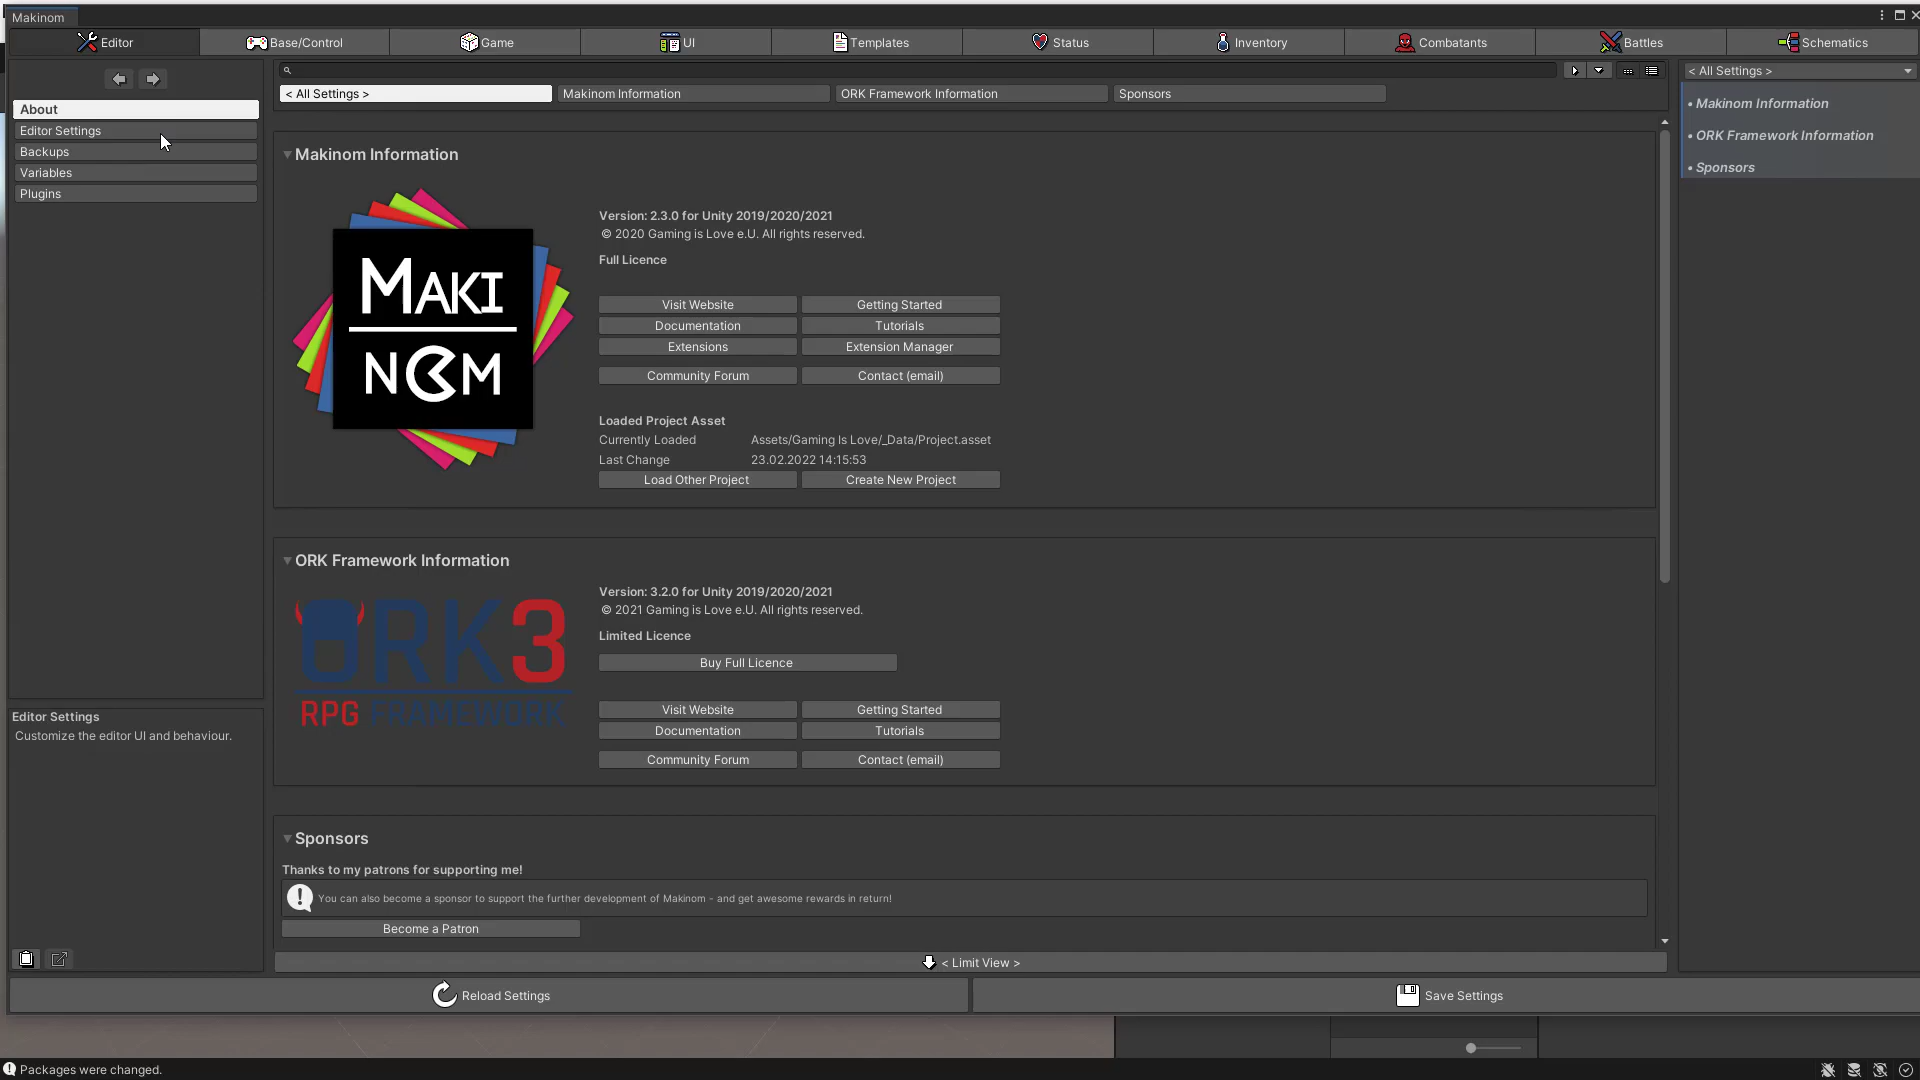 Makinom
Editor
Base/Control
Game
UI
Templates
Status
Inventory
Combatants
Battles
Schematics
About
Editor Settings
Backups
Variables
Plugins
< All Settings >
Makinom Information
ORK Framework Information
Sponsors
< All Settings >
• Makinom Information
• ORK Framework Information
• Sponsors
Makinom Information
MAKI
NOM
Version: 2.3.0 for Unity 2019/2020/2021
© 2020 Gaming is Love e.U. All rights reserved.
Full Licence
Visit Website
Getting Started
Documentation
Tutorials
Extensions
Extension Manager
Community Forum
Contact (email)
Loaded Project Asset
Currently Loaded Assets/Gaming Is Love/_Data/Project.asset
Last Change 23.02.2022 14:15:53
Load Other Project
Create New Project
ORK Framework Information
ORK3
RPG FRAMEWORK
Version: 3.2.0 for Unity 2019/2020/2021
© 2021 Gaming is Love e.U. All rights reserved.
Limited Licence
Buy Full Licence
Visit Website
Getting Started
Documentation
Tutorials
Community Forum
Contact (email)
Sponsors
Thanks to my patrons for supporting me!
You can also become a sponsor to support the further development of Makinom - and get awesome rewards in return!
Become a Patron
Editor Settings
Customize the editor UI and behaviour.
< Limit View >
Reload Settings
Save Settings
Packages were changed.